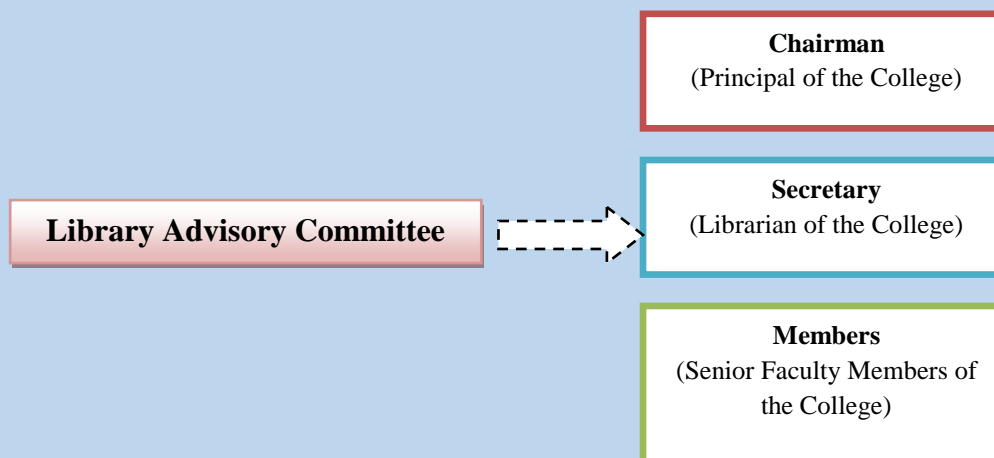 Library Advisory Committee
Chairman
(Principal of the College)
Secretary
(Librarian of the College)
Members
(Senior Faculty Members of
the College)